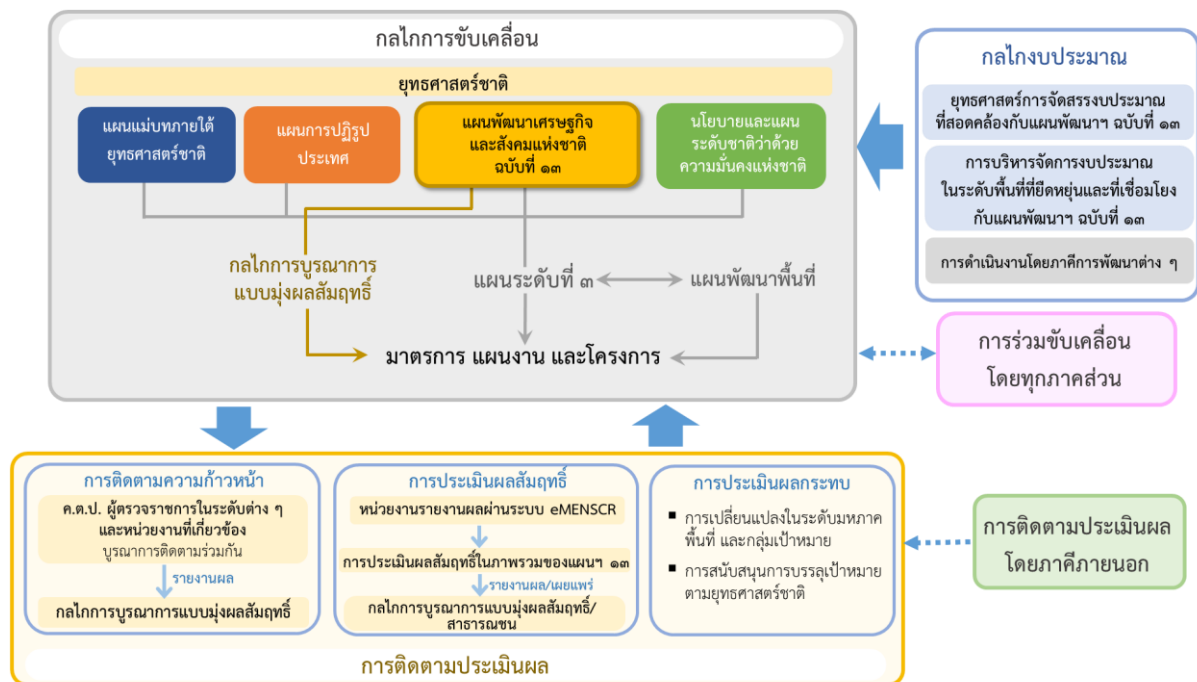 กลไกการขับเคลื่อน
ยุทธศาสตร์ชาติ
แผนแม่บทภายใต้
ยุทธศาสตร์ชาติ
แผนการปฏิรูป
ประเทศ
แผนพัฒนาเศรษฐกิจ
และสังคมแห่งชาติ
ฉบับที่ ๑๓
นโยบายและแผน
ระดับชาติว่าด้วย
ความมั่นคงแห่งชาติ
กลไกการบูรณาการ
แบบมุ่งผลสัมฤทธิ์
แผนระดับที่ ๓
แผนพัฒนาพื้นที่
มาตรการ แผนงาน และโครงการ
กลไกงบประมาณ
ยุทธศาสตร์การจัดสรรงบประมาณ
ที่สอดคล้องกับแผนพัฒนาฯ ฉบับที่ ๑๓
การบริหารจัดการงบประมาณ
ในระดับพื้นที่ที่ยืดหยุ่นและที่เชื่อมโยง
กับแผนพัฒนาฯ ฉบับที่ ๑๓
การดำเนินงานโดยภาคีการพัฒนาต่าง ๆ
การร่วมขับเคลื่อน
โดยทุกภาคส่วน
การติดตามความก้าวหน้า
ค.ต.ป. ผู้ตรวจราชการในระดับต่าง ๆ
และหน่วยงานที่เกี่ยวข้อง
บูรณาการติดตามร่วมกัน
รายงานผล
กลไกการบูรณาการแบบมุ่งผลสัมฤทธิ์
การประเมินผลสัมฤทธิ์
หน่วยงานรายงานผลผ่านระบบ eMENSCR
การประเมินผลสัมฤทธิ์ในภาพรวมของแผนฯ ๑๓
รายงานผล/เผยแพร่
กลไกการบูรณาการแบบมุ่งผลสัมฤทธิ์/
สาธารณชน
การประเมินผลกระทบ
▪ การเปลี่ยนแปลงในระดับมหภาค
พื้นที่ และกลุ่มเป้าหมาย
▪ การสนับสนุนการบรรลุเป้าหมาย
ตามยุทธศาสตร์ชาติ
การติดตามประเมินผล
การติดตามประเมินผล
โดยภาคีภายนอก